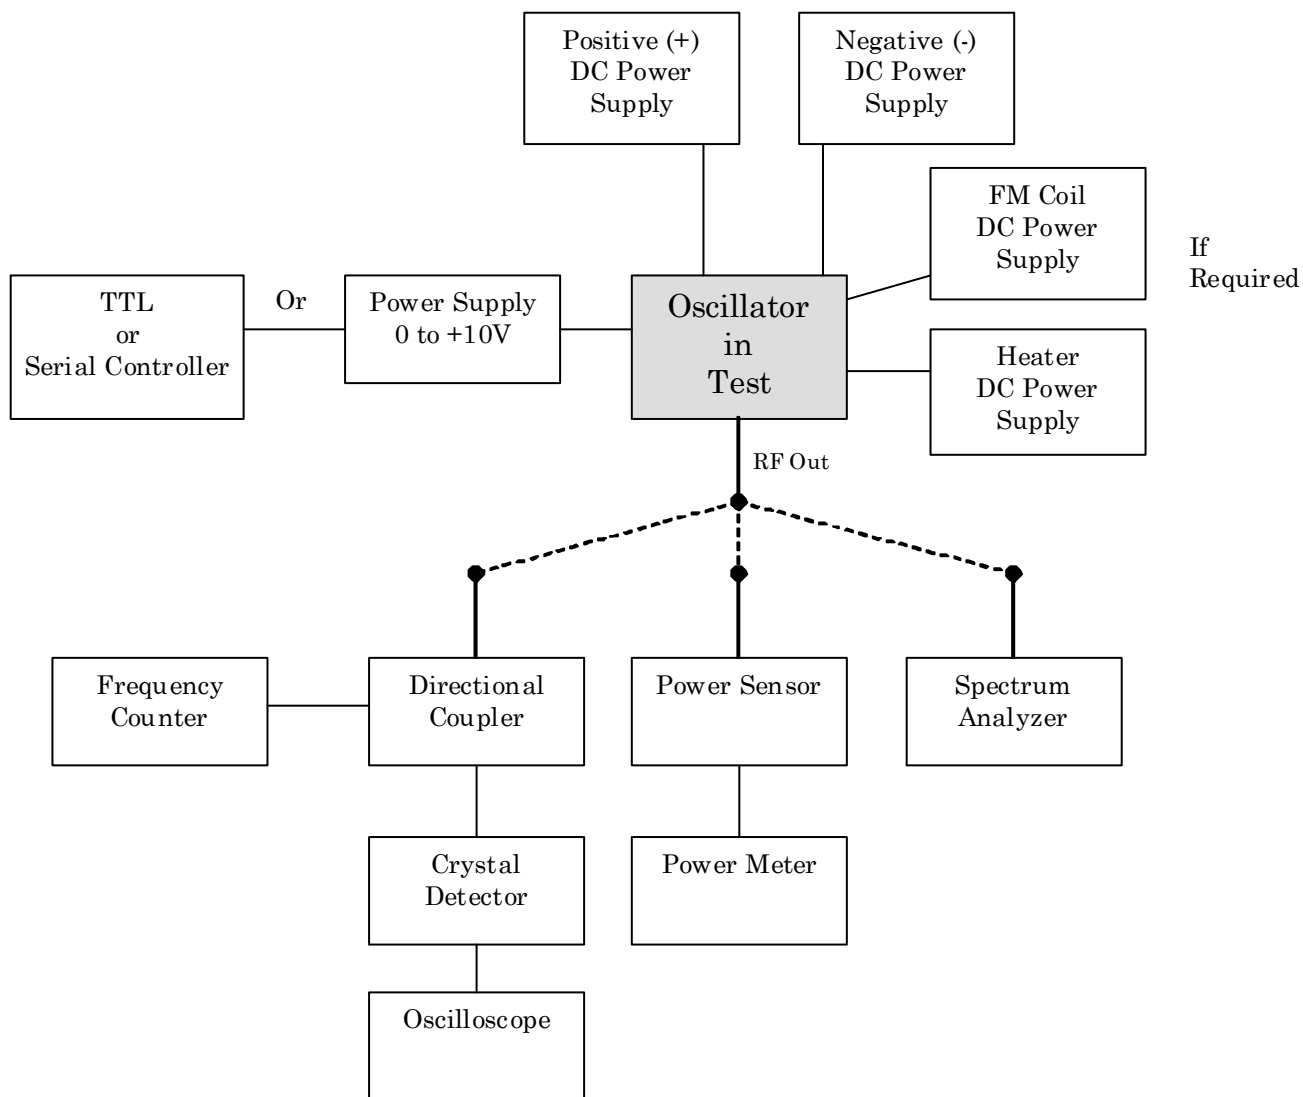 Positive (+)
DC Power
Supply
Negative (-)
DC Power
Supply
FM Coil
DC Power
Supply
If
Required
TTL
or
Serial Controller
Or
Power Supply
0 to +10V
Oscillator
in
Test
Heater
DC Power
Supply
RF Out
Frequency
Counter
Directional
Coupler
Power Sensor
Spectrum
Analyzer
Crystal
Detector
Power Meter
Oscilloscope